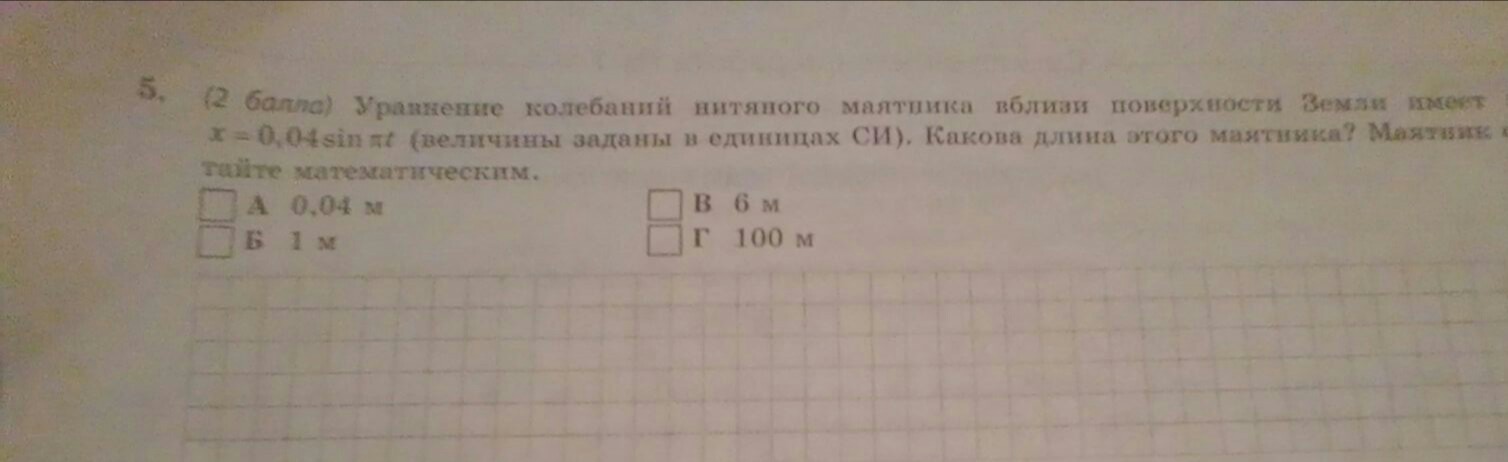 5. (2 балла) Уравнение колебаний нитяного маятника вблизи поверхности Земли имеет
x = 0,04 sin πt (величины заданы в единицах СИ). Какова длина этого маятника? Маятник
тайте математическим.
А 0,04 м
В 6 м
Б 1 м
Г 100 м